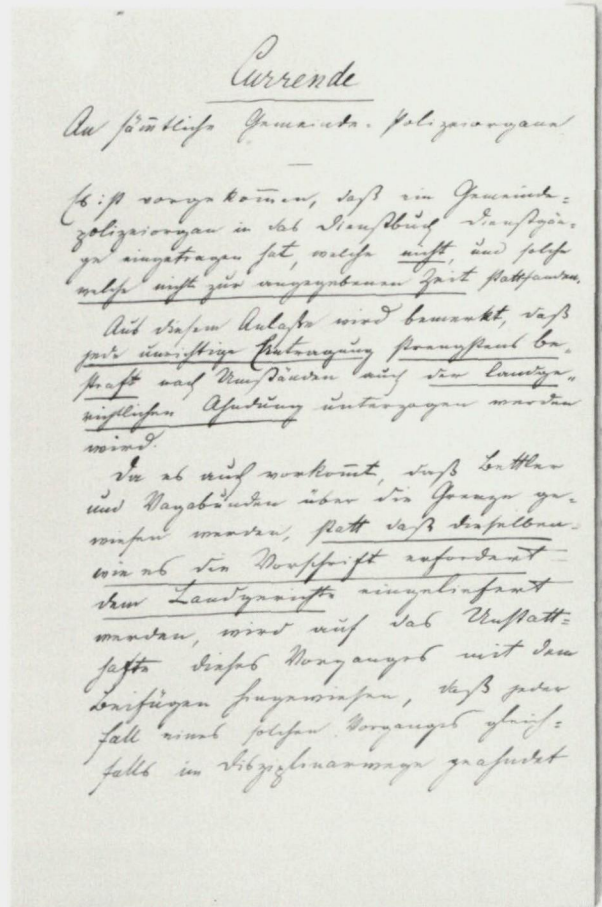 Currende
An säm̄tliche Gemeinde-Polizeiorgane
Es ist vorgekom̄en, daß ein Gemeinde=
polizeiorgan in das Dienstbuch Dienstgän=
ge eingetragen hat, welche nicht, und solche
welche nicht zur angegebenen Zeit stattfanden.
Aus diesem Anlaße wird bemerkt, daß
jede unrichtige Eintragung strengstens be=
straft nach Umständen auch der landge=
richtlichen Ahndung unterzogen werden
wird.
Da es auch vorkom̄t, daß Bettler
und Vagabunden über die Grenze ge=
wiesen werden, statt daß dieselben-
wie es die Vorschrift erfordert-
dem Landgerichte eingeliefert
werden, wird auf das Unstatt=
hafte dieses Vorganges mit dem
Beifügen hingewiesen, daß jeder
Fall eines solchen Vorganges gleich=
falls im Disziplinarwege geahndet